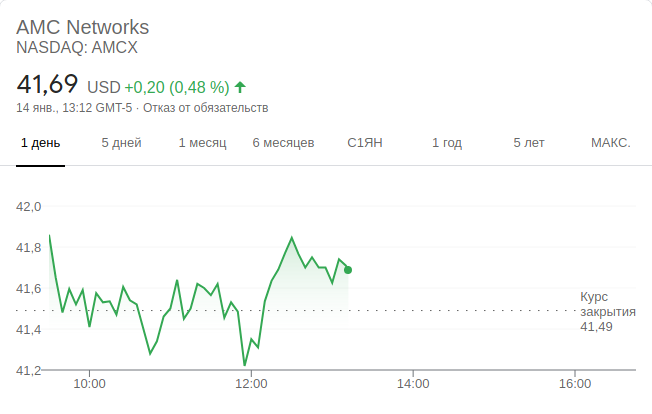 AMC Networks
NASDAQ: AMCX
41,69 USD +0,20 (0,48 %)
14 янв., 13:12 GMT-5 · Отказ от обязательств
1 день 5 дней 1 месяц 6 месяцев С1ЯН 1 год 5 лет МАКС.
42,0
41,8
41,6
41,4
41,2
Курс
закрытия
41,49
10:00 12:00 14:00 16:00